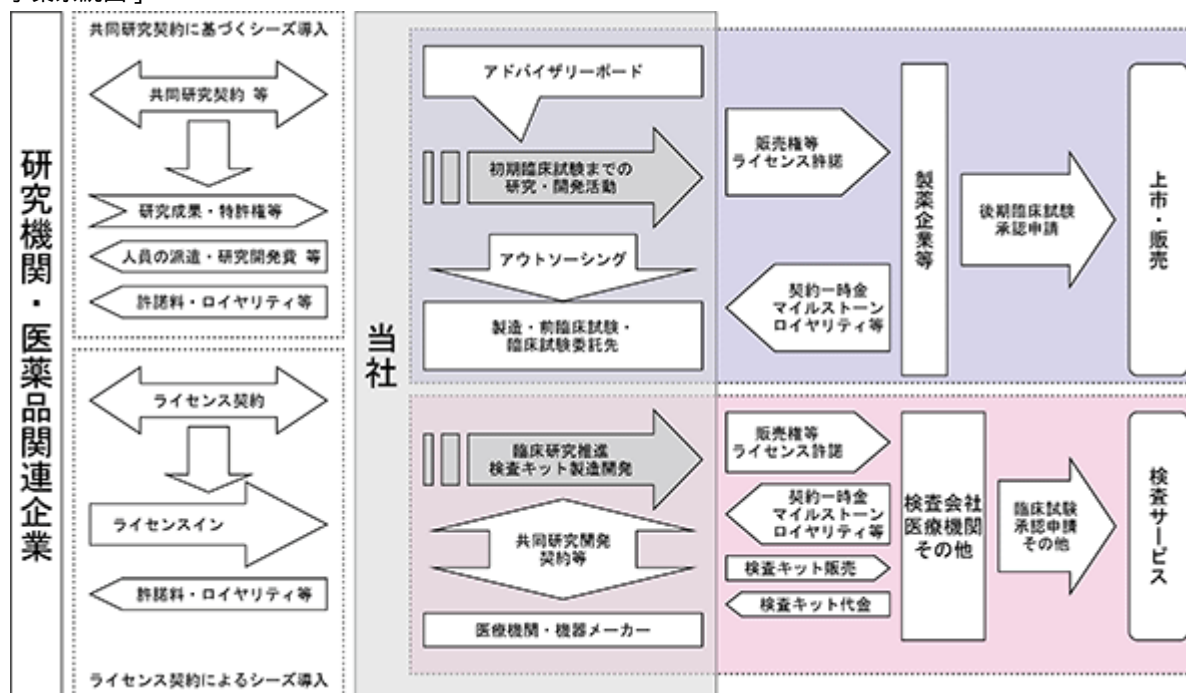 事業系統図]
研究機関・医薬品関連企業
共同研究契約に基づくシーズ導入
共同研究契約 等
研究成果・特許権等
人員の派遣・研究開発費 等
許諾料・ロイヤリティ等
ライセンス契約
ライセンスイン
許諾料・ロイヤリティ等
ライセンス契約によるシーズ導入
当社
アドバイザリーボード
初期臨床試験までの
研究・開発活動
アウトソーシング
製造・前臨床試験・
臨床試験委託先
販売権等
ライセンス許諾
契約一時金
マイルストーン
ロイヤリティ等
製薬企業等
後期臨床試験
承認申請
上市・販売
臨床研究推進
検査キット製造開発
共同研究開発
契約等
医療機関・機器メーカー
販売権等
ライセンス許諾
契約一時金
マイルストーン
ロイヤリティ等
検査キット販売
検査キット代金
検査会社
医療機関
その他
臨床試験
承認申請
その他
検査サービス